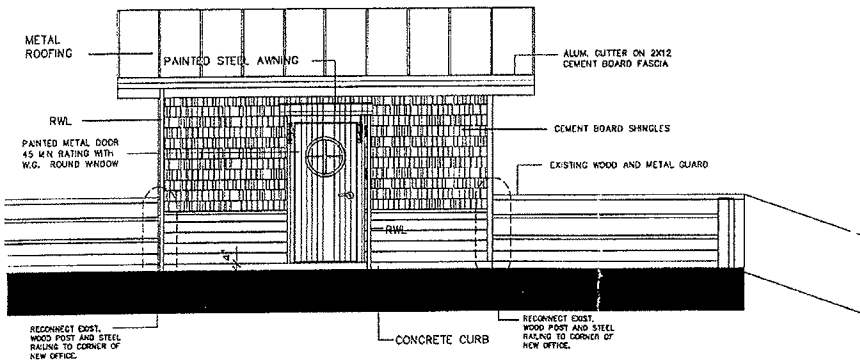 METAL
ROOFING
PAINTED STEEL AWNING
ALUM. GUTTER ON 2X12
CEMENT BOARD FASCIA
RWL
CEMENT BOARD SHINGLES
PAINTED METAL DOOR
45 MIN RATING WITH
W.G. ROUND WINDOW
EXISTING WOOD AND METAL GUARD
RWL
4"
RECONNECT EXIST.
WOOD POST AND STEEL
RAILING TO CORNER OF
NEW OFFICE.
CONCRETE CURB
RECONNECT EXIST.
WOOD POST AND STEEL
RAILING TO CORNER OF
NEW OFFICE.